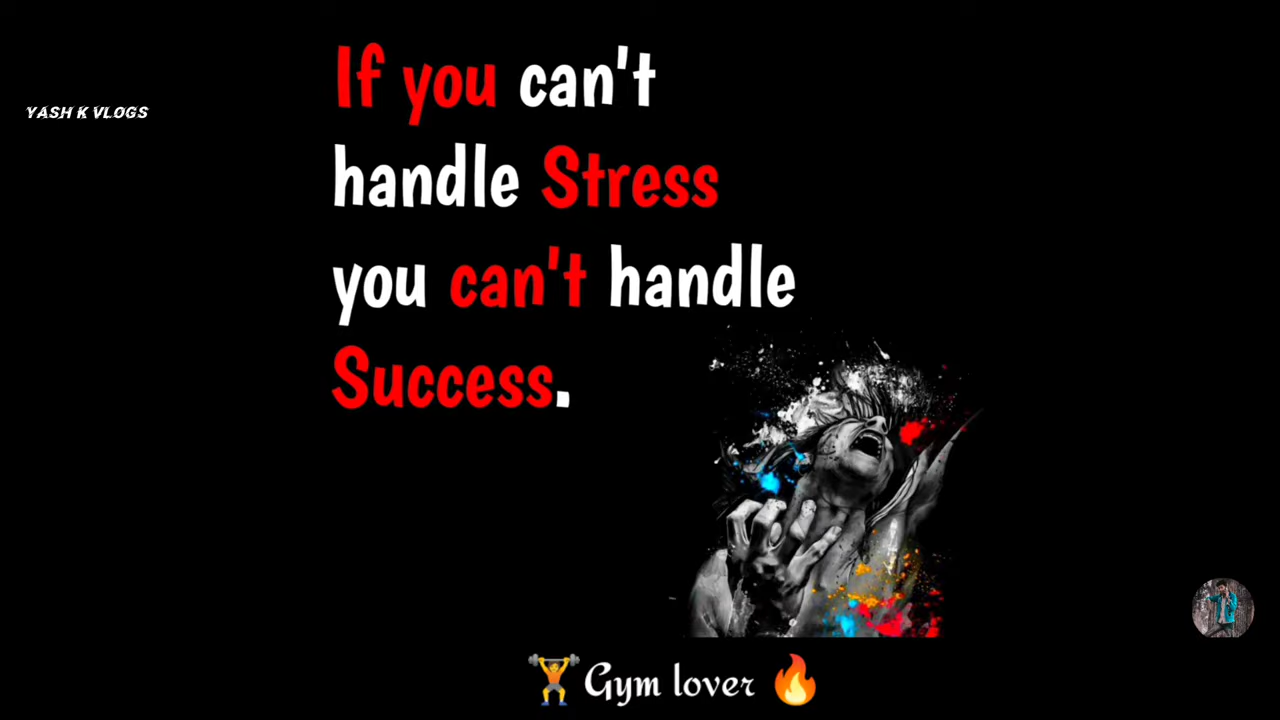 If you can't
YASH K VLOGS
handle Stress
you can't handle
Success.
🏋️Gym lover 🔥